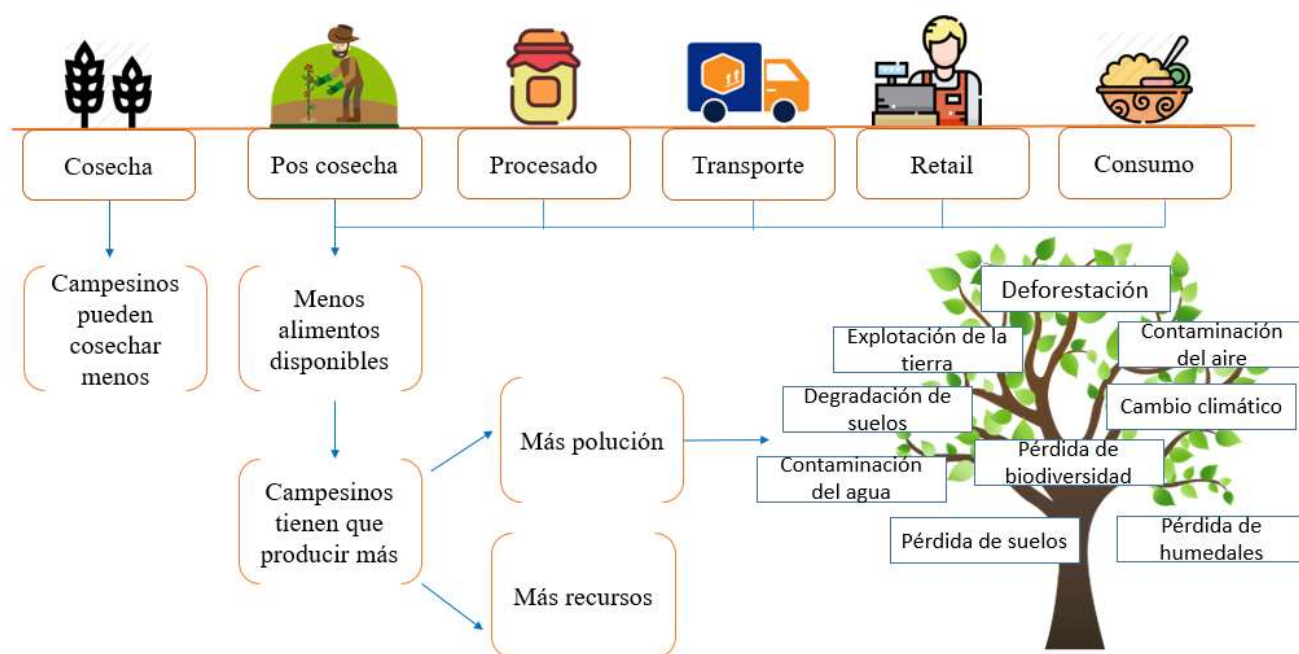 Cosecha
Pos cosecha
Procesado
Transporte
Retail
Consumo
Campesinos
pueden
cosechar
menos
Menos
alimentos
disponibles
Campesinos
tienen que
producir más
Más polución
Más recursos
Deforestación
Explotación de la
tierra
Contaminación
del aire
Degradación de
suelos
Cambio climático
Contaminación
del agua
Pérdida de
biodiversidad
Pérdida de suelos
Pérdida de
humedales